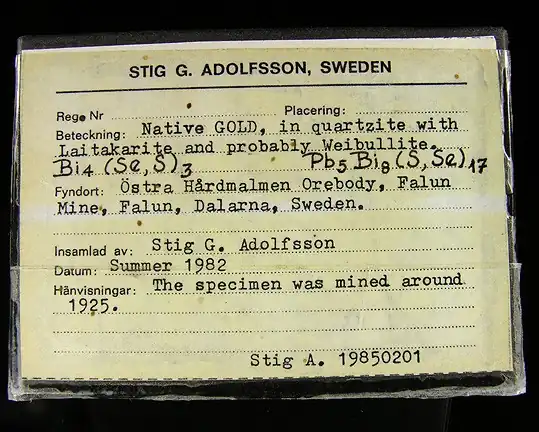 STIG G. ADOLFSSON, SWEDEN
Reg. Nr Placering:
Beteckning: Native GOLD, in quartzite with
Laitakarite and probably Weibullite.
Bi4 (Se,S)3 Pb5 Bi8 (S,Se)17
Fyndort: Östra Hårdmalmen Orebody, Falun
Mine, Falun, Dalarna, Sweden.
Insamlad av: Stig G. Adolfsson
Datum: Summer 1982
Hänvisningar: The specimen was mined around
1925.
Stig A. 19850201